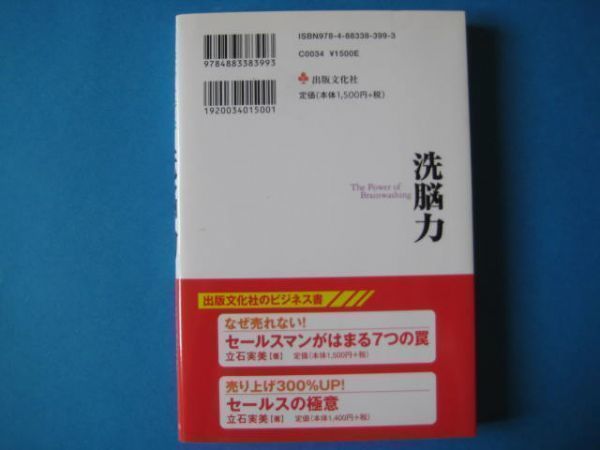 ISBN978-4-88338-399-3
C0034 ¥1500E
出版文化社
定価(本体1,500円+税)
9784883383993
1920034015001
洗脳力
The Power of
Brainwashing
出版文化社のビジネス書
なぜ売れない!
セールスマンがはまる7つの罠
立石実美【著】 定価(本体1,500円+税)
売り上げ300%UP!
セールスの極意
立石実美【著】 定価(本体1,400円+税)